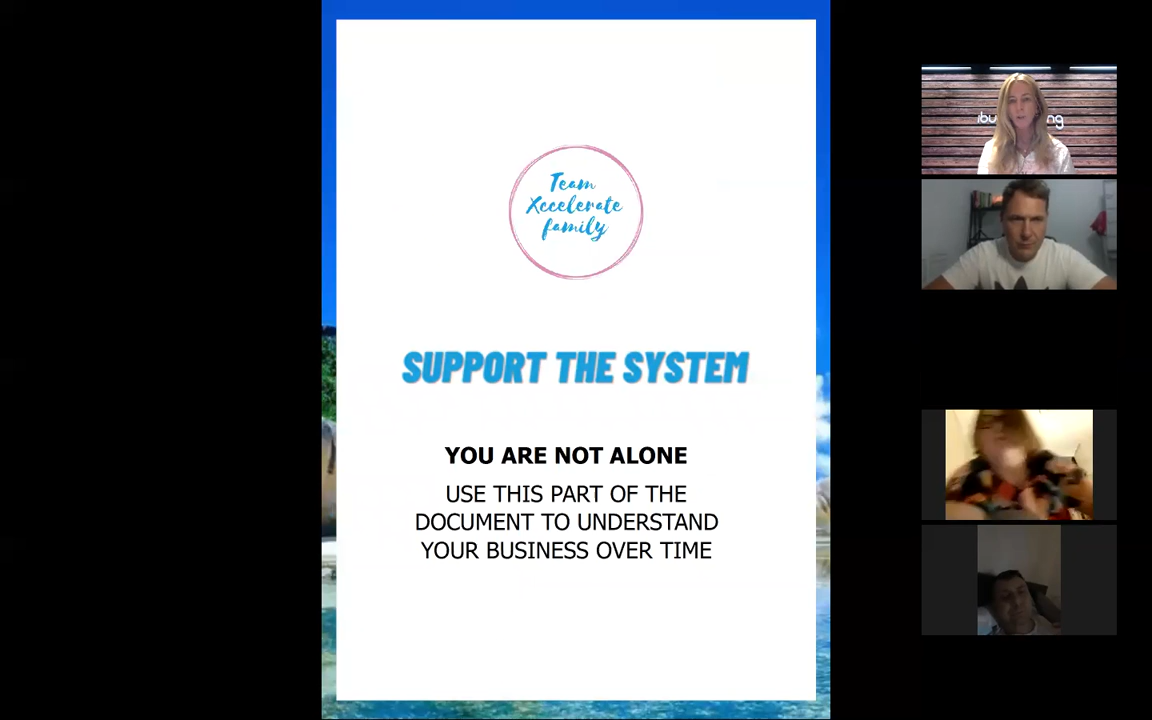 Team
Xccelerate
family
SUPPORT THE SYSTEM
YOU ARE NOT ALONE
USE THIS PART OF THE
DOCUMENT TO UNDERSTAND
YOUR BUSINESS OVER TIME